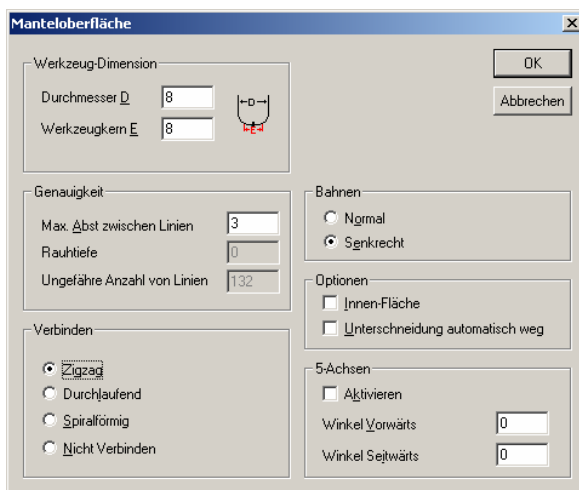 Manteloberfläche
Werkzeug-Dimension
Durchmesser D 8
Werkzeugkern E 8
D
E
OK
Abbrechen
Genauigkeit
Max. Abst zwischen Linien 3
Rauhtiefe 0
Ungefähre Anzahl von Linien 132
Bahnen
Normal
Senkrecht
Optionen
Innen-Fläche
Unterschneidung automatisch weg
Verbinden
Zigzag
Durchlaufend
Spiralförmig
Nicht Verbinden
5-Achsen
Aktivieren
Winkel Vorwärts 0
Winkel Seitwärts 0